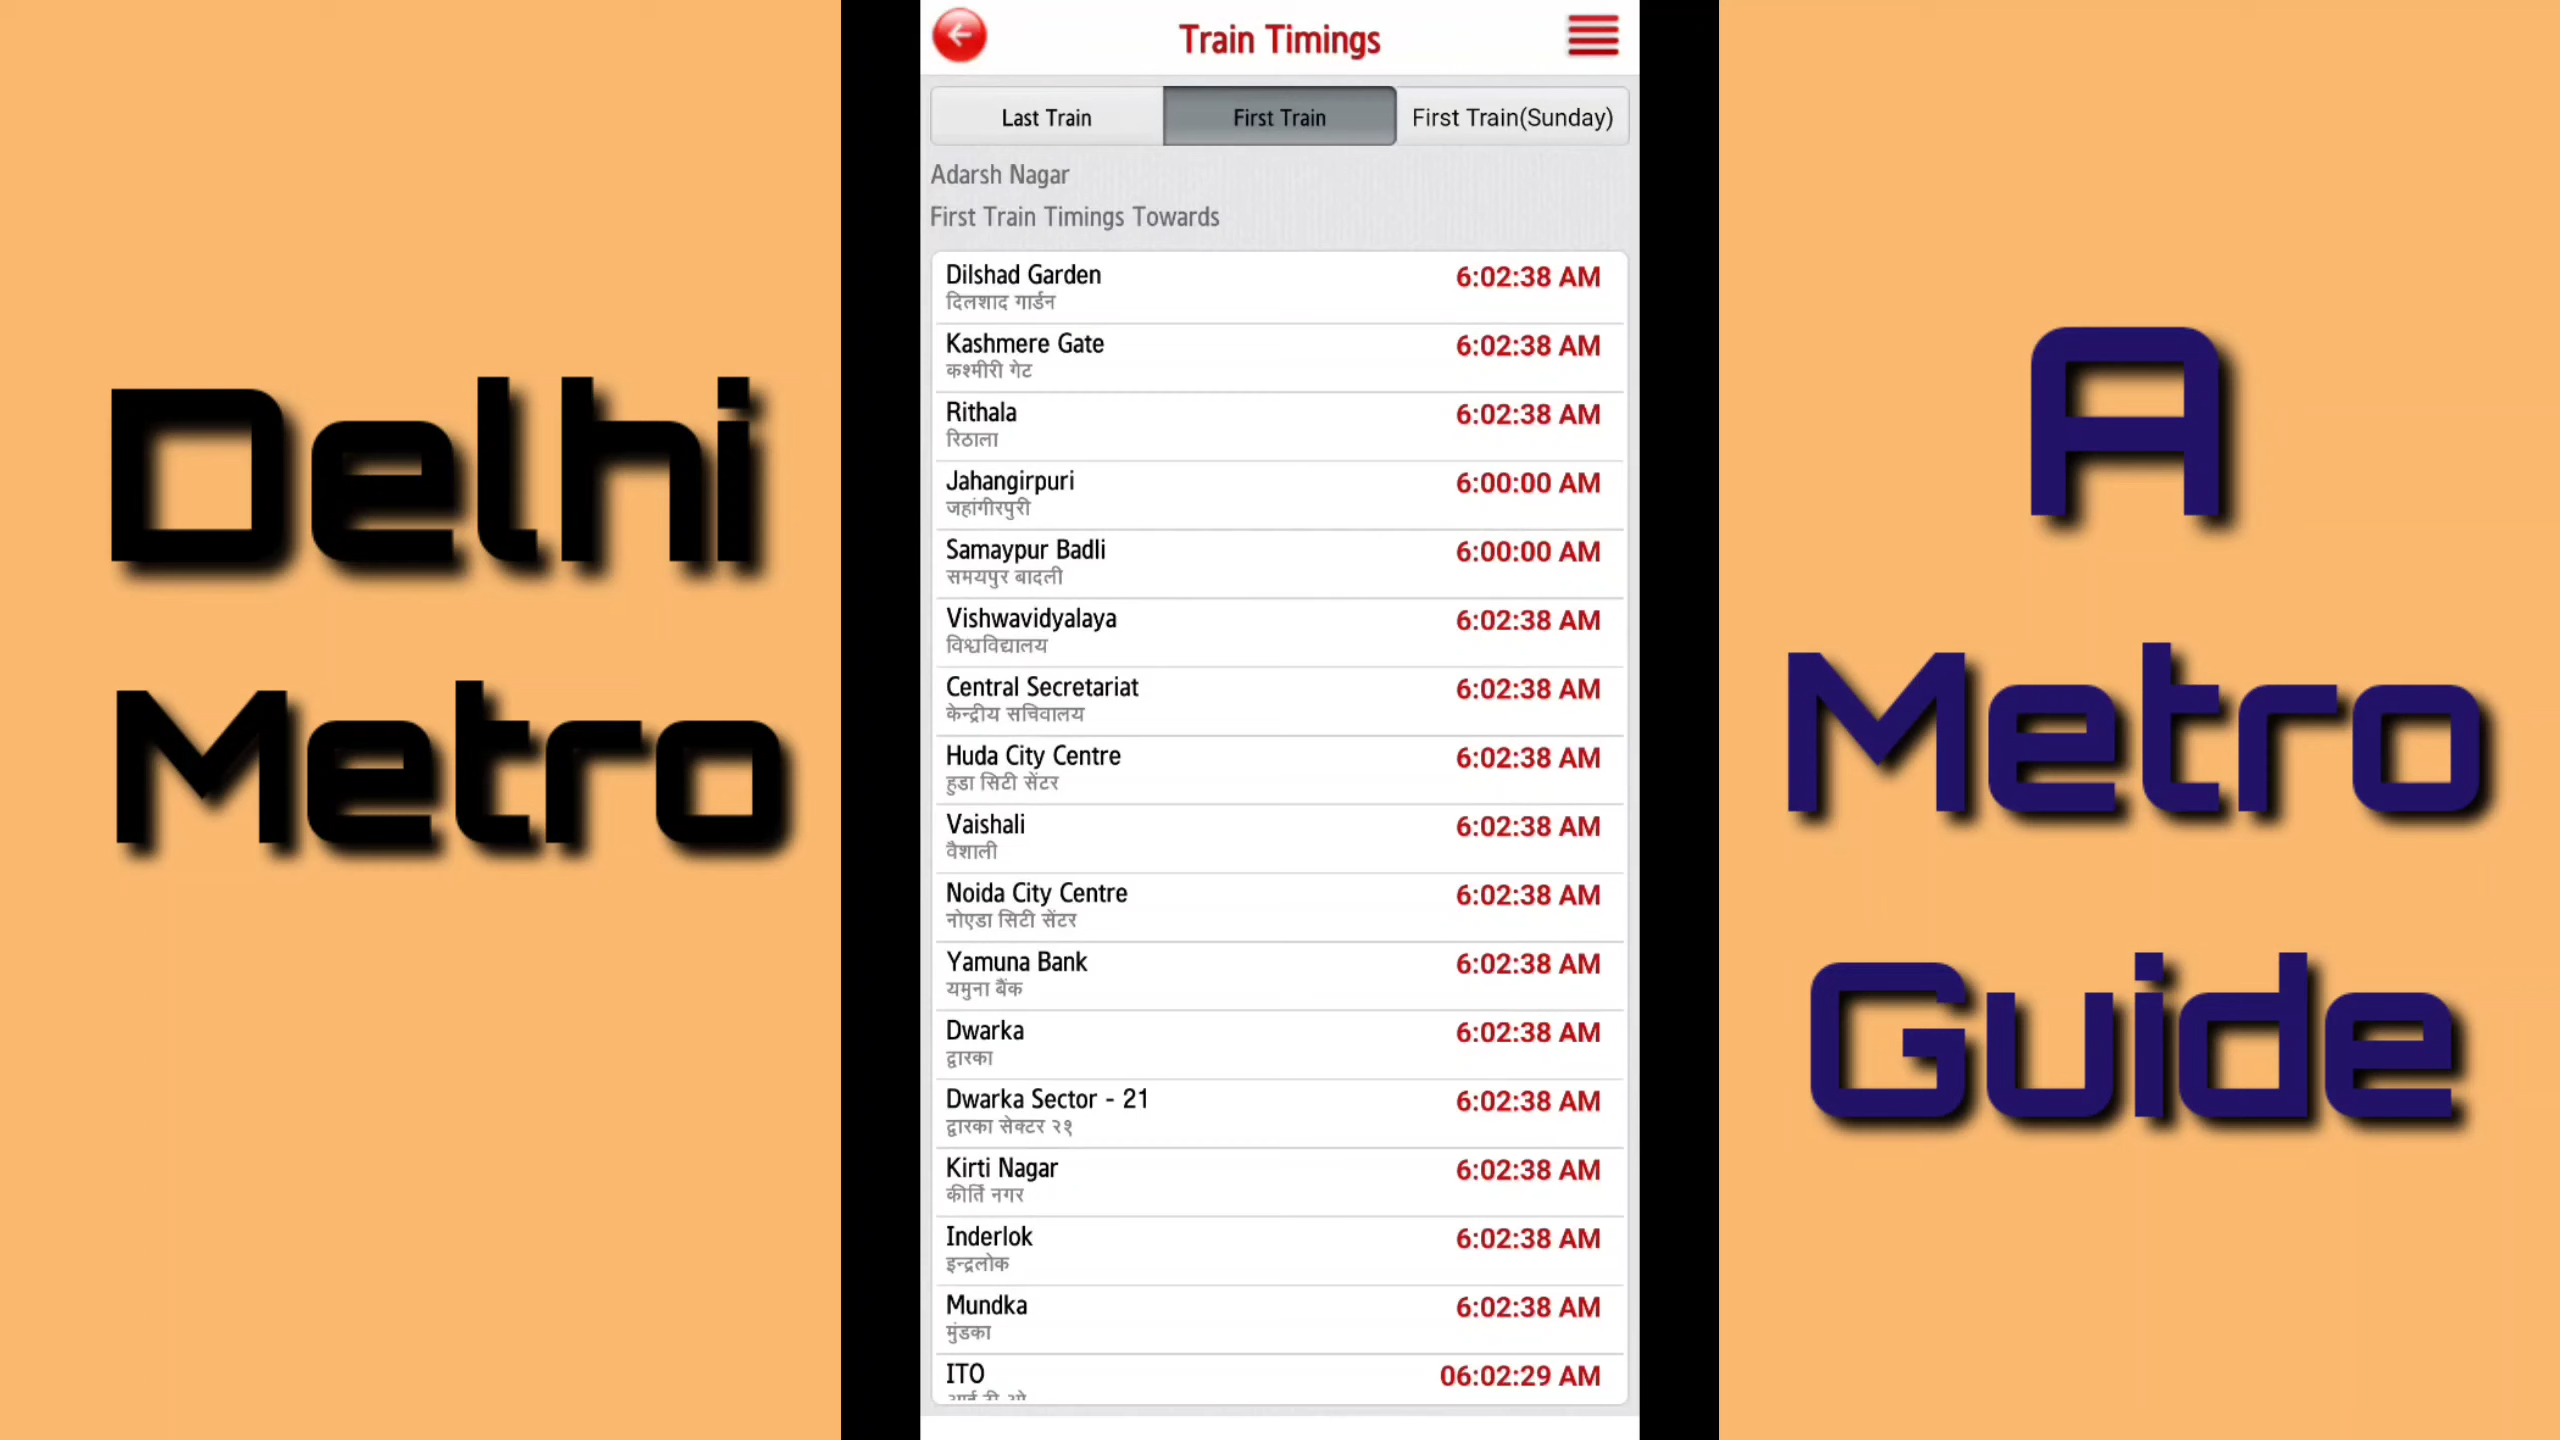 Delhi
Metro
Train Timings
Last Train
First Train
First Train(Sunday)
Adarsh Nagar
First Train Timings Towards
Dilshad Garden 6:02:38 AM
दिलशाद गार्डन
Kashmere Gate 6:02:38 AM
कश्मीरी गेट
Rithala 6:02:38 AM
रिठाला
Jahangirpuri 6:00:00 AM
जहांगीरपुरी
Samaypur Badli 6:00:00 AM
समयपुर बादली
Vishwavidyalaya 6:02:38 AM
विश्वविद्यालय
Central Secretariat 6:02:38 AM
केन्द्रीय सचिवालय
Huda City Centre 6:02:38 AM
हुडा सिटी सेंटर
Vaishali 6:02:38 AM
वैशाली
Noida City Centre 6:02:38 AM
नोएडा सिटी सेंटर
Yamuna Bank 6:02:38 AM
यमुना बैंक
Dwarka 6:02:38 AM
द्वारका
Dwarka Sector - 21 6:02:38 AM
द्वारका सेक्टर २१
Kirti Nagar 6:02:38 AM
कीर्ति नगर
Inderlok 6:02:38 AM
इन्द्रलोक
Mundka 6:02:38 AM
मुंडका
ITO 06:02:29 AM
आई टी ओ
A
Metro
Guide